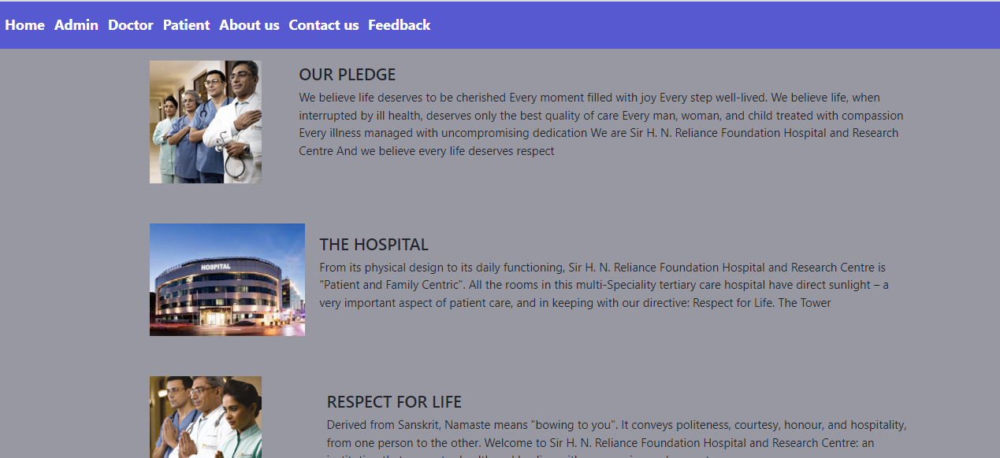 Home Admin Doctor Patient About us Contact us Feedback
OUR PLEDGE
We believe life deserves to be cherished Every moment filled with joy Every step well-lived. We believe life, when
interrupted by ill health, deserves only the best quality of care Every man, woman, and child treated with compassion
Every illness managed with uncompromising dedication We are Sir H. N. Reliance Foundation Hospital and Research
Centre And we believe every life deserves respect
HOSPITAL
THE HOSPITAL
From its physical design to its daily functioning, Sir H. N. Reliance Foundation Hospital and Research Centre is
"Patient and Family Centric". All the rooms in this multi-Speciality tertiary care hospital have direct sunlight – a
very important aspect of patient care, and in keeping with our directive: Respect for Life. The Tower
RESPECT FOR LIFE
Derived from Sanskrit, Namaste means "bowing to you". It conveys politeness, courtesy, honour, and hospitality,
from one person to the other. Welcome to Sir H. N. Reliance Foundation Hospital and Research Centre: an